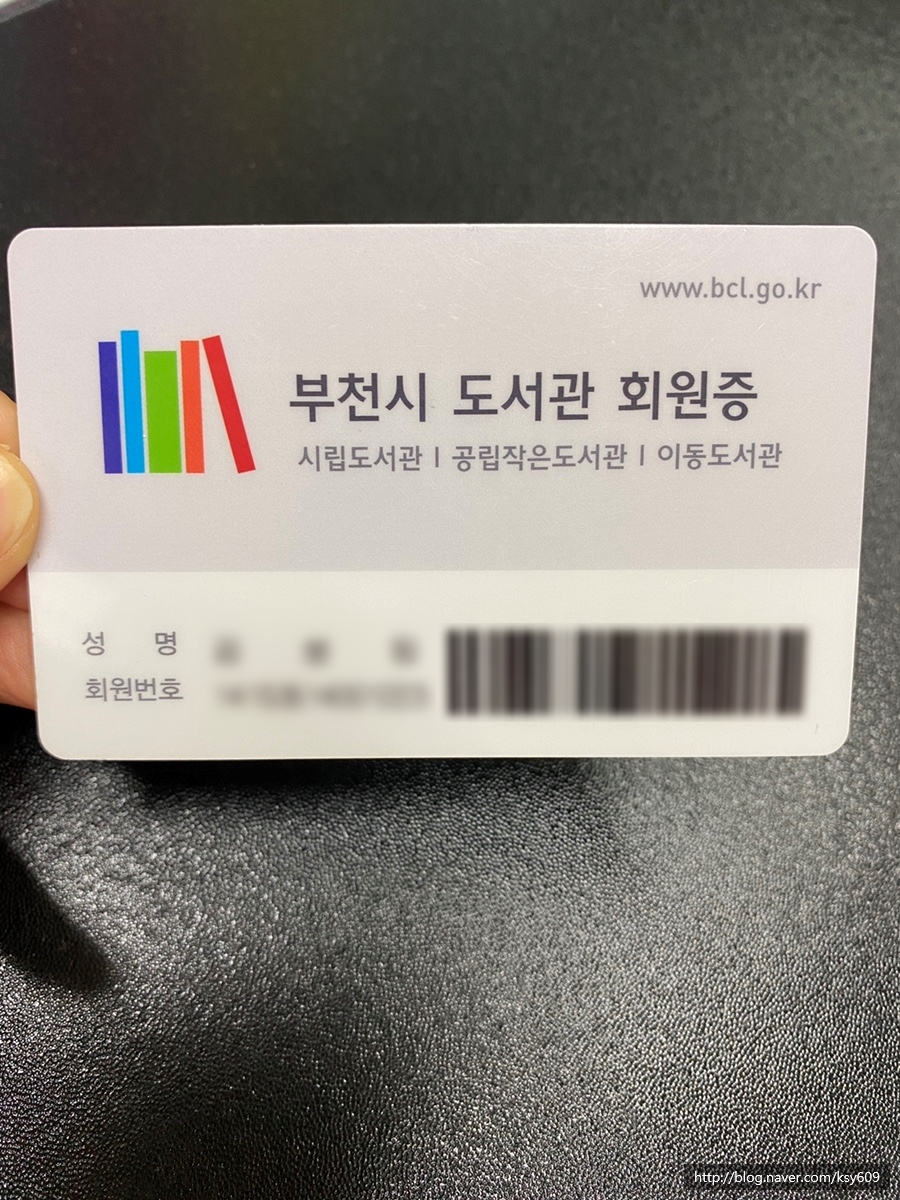 www.bcl.go.kr
부천시 도서관 회원증
시립도서관 | 공립작은도서관 | 이동도서관
성 명
회원번호
http://blog.naver.com/ksy609